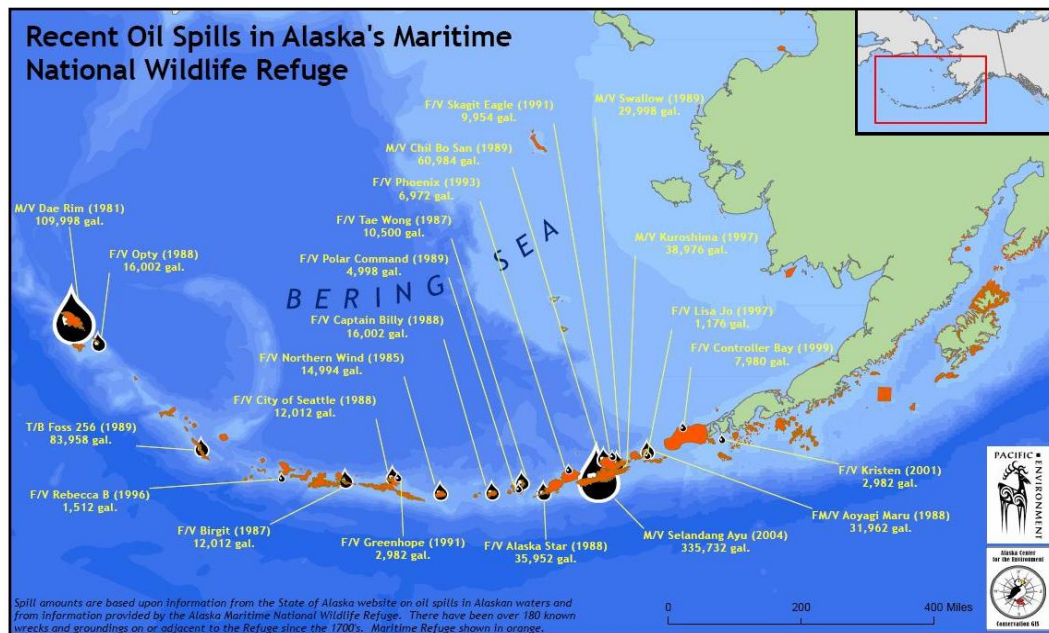 Recent Oil Spills in Alaska's Maritime
National Wildlife Refuge
F/V Skagit Eagle (1991)
9,954 gal.
M/V Swallow (1989)
29,998 gal.
M/V Chil Bo San (1989)
60,984 gal.
F/V Phoenix (1993)
6,972 gal.
M/V Dae Rim (1981)
109,998 gal.
F/V Tae Wong (1987)
10,500 gal.
M/V Kuroshima (1997)
38,976 gal.
F/V Opty (1988)
16,002 gal.
F/V Polar Command (1989)
4,998 gal.
BERING SEA
F/V Lisa Jo (1997)
1,176 gal.
F/V Captain Billy (1988)
16,002 gal.
F/V Controller Bay (1999)
7,980 gal.
F/V Northern Wind (1985)
14,994 gal.
F/V City of Seattle (1988)
12,012 gal.
T/B Foss 256 (1989)
83,958 gal.
F/V Kristen (2001)
2,982 gal.
F/V Rebecca B (1996)
1,512 gal.
F/V Birgit (1987)
12,012 gal.
F/V Greenhope (1991)
2,982 gal.
F/V Alaska Star (1988)
35,952 gal.
M/V Selandang Ayu (2004)
335,732 gal.
FM/V Aoyagi Maru (1988)
31,962 gal.
PACIFIC
ENVIRONMENT
Alaska Center
for the Environment
Conservation GIS
Spill amounts are based upon information from the State of Alaska website on oil spills in Alaskan waters and
from information provided by the Alaska Maritime National Wildlife Refuge. There have been over 180 known
wrecks and groundings on or adjacent to the Refuge since the 1700's. Maritime Refuge shown in orange.
0 200 400 Miles